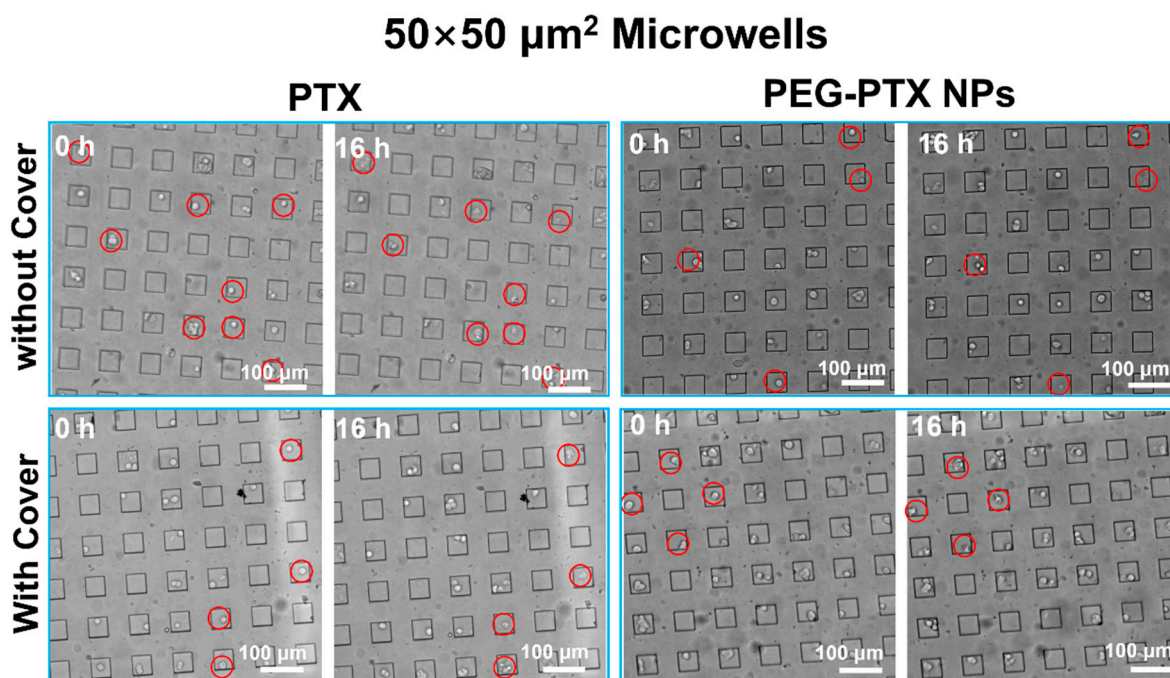 50×50 µm² Microwells
PTX
PEG-PTX NPs
without Cover
0 h
16 h
0 h
16 h
100 µm
100 µm
100 µm
100 µm
With Cover
0 h
16 h
0 h
16 h
100 µm
100 µm
100 µm
100 µm